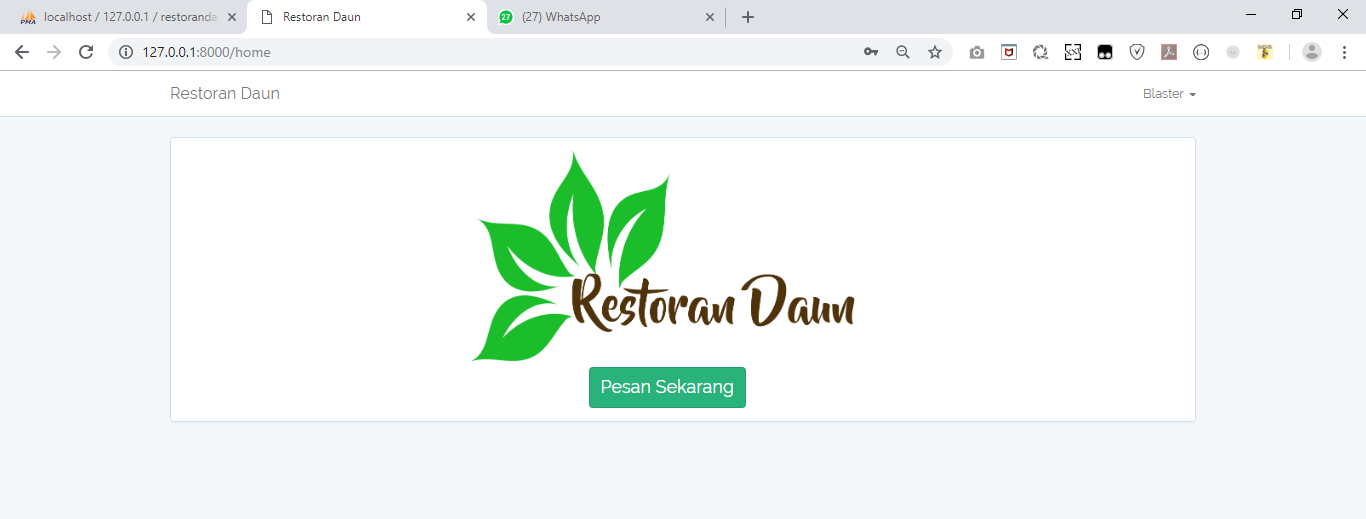 localhost / 127.0.0.1 / restoranda
Restoran Daun
(27) WhatsApp
127.0.0.1:8000/home
Restoran Daun
Blaster
Restoran Daun
Pesan Sekarang